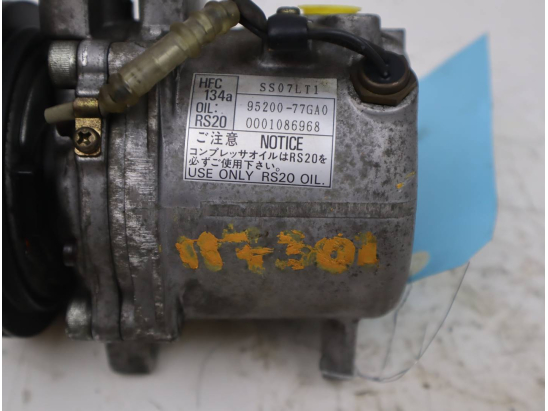 HFC 134a SS07LT1
OIL: RS20 95200-77GA0
0001086968
ご注意 NOTICE
コンプレッサオイルはRS20を
必ずご使用下さい。
USE ONLY RS20 OIL.